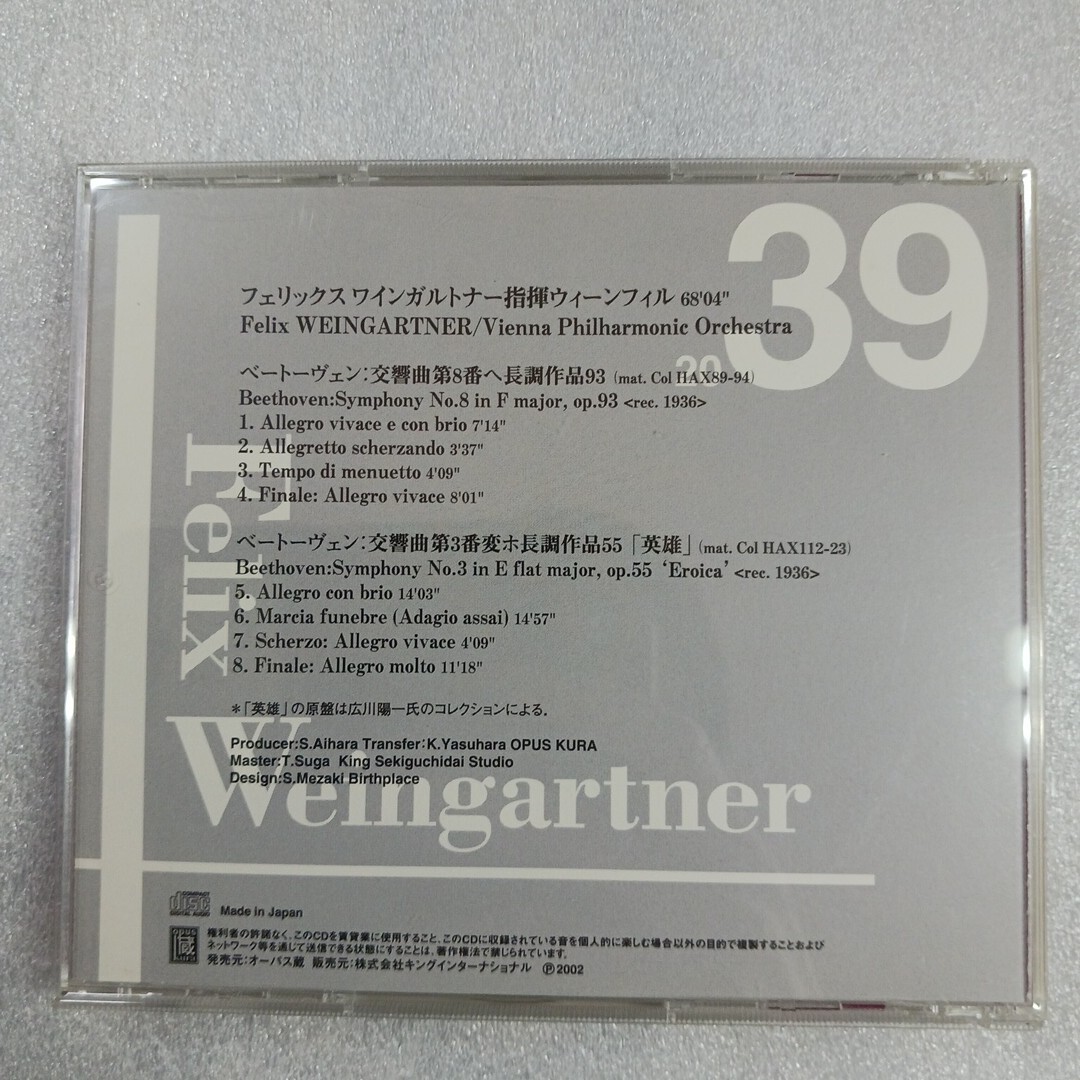 39
20
フェリックス ワインガルトナー指揮ウィーンフィル 68'04"
Felix WEINGARTNER/Vienna Philharmonic Orchestra
ベートーヴェン:交響曲第8番ヘ長調作品93 (mat. Col HAX89-94)
Beethoven:Symphony No.8 in F major, op.93 <rec. 1936>
1. Allegro vivace e con brio 7'14"
2. Allegretto scherzando 3'37"
3. Tempo di menuetto 4'09"
4. Finale: Allegro vivace 8'01"
ベートーヴェン:交響曲第3番変ホ長調作品55「英雄」(mat. Col HAX112-23)
Beethoven:Symphony No.3 in E flat major, op.55 ‘Eroica’ <rec. 1936>
5. Allegro con brio 14'03"
6. Marcia funebre (Adagio assai) 14'57"
7. Scherzo: Allegro vivace 4'09"
8. Finale: Allegro molto 11'18"
*「英雄」の原盤は広川陽一氏のコレクションによる.
Producer:S.Aihara Transfer:K.Yasuhara OPUS KURA
Master:T.Suga King Sekiguchidai Studio
Design:S.Mezaki Birthplace
Felix
Weingartner
COMPACT
disc
DIGITAL AUDIO
Made in Japan
OPUS
蔵
KURA
権利者の許諾なく、このCDを賃貸業に使用すること、このCDに収録されている音を個人的に楽しむ場合以外の目的で複製することおよび
ネットワーク等を通じて送信できる状態にすることは、著作権法で禁じられています。
発売元:オーパス蔵 販売元:株式会社キングインターナショナル Ⓟ2002